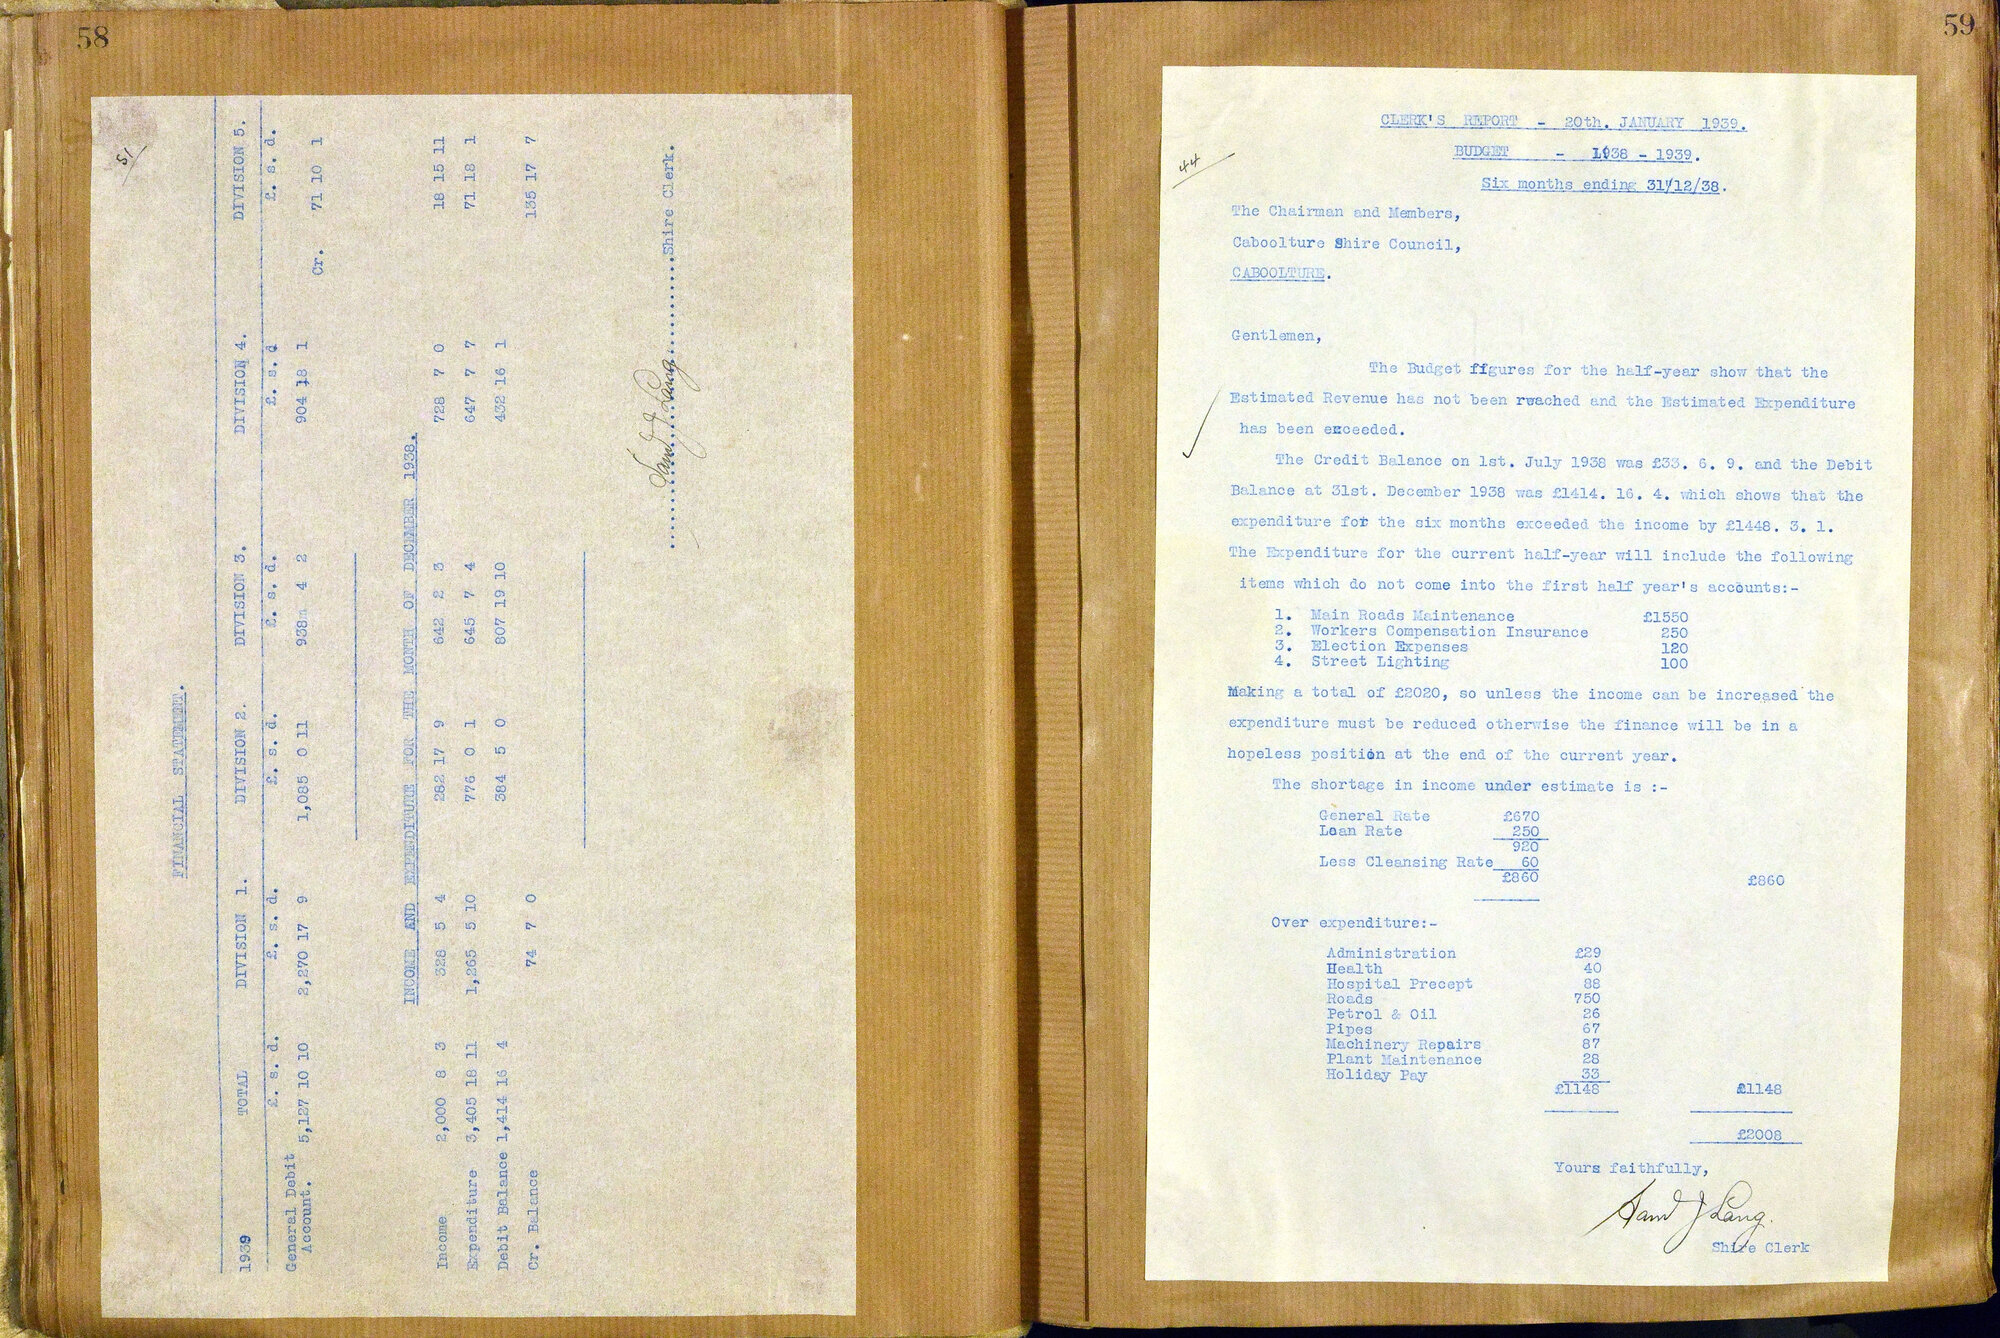 58
51
FINANCIAL STATEMENT.
1939 TOTAL DIVISION 1. DIVISION 2. DIVISION 3. DIVISION 4. DIVISION 5.
£. s. d. £. s. d. £. s. d. £. s. d. £. s. d £. s. d.
General Debit
Account. 5,127 10 10 2,270 17 9 1,085 0 11 938 4 2 904 18 1 Cr. 71 10 1
INCOME AND EXPENDITURE FOR THE MONTH OF DECEMBER 1938.
Income 2,000 8 3 328 5 4 282 17 9 642 2 3 728 7 0 18 15 11
Expenditure 3,405 18 11 1,265 5 10 776 0 1 645 7 4 647 7 7 71 18 1
Debit Balance 1,414 16 4 384 5 0 807 19 10 432 16 1
Cr. Balance 74 7 0 135 17 7
Shire Clerk.
59
44
CLERK'S REPORT - 20th. JANUARY 1939.
BUDGET - 1938 - 1939.
Six months ending 31/12/38.
The Chairman and Members,
Caboolture Shire Council,
CABOOLTURE.
Gentlemen,
The Budget ffgures for the half-year show that the
Estimated Revenue has not been rwached and the Estimated Expenditure
has been exceeded.
The Credit Balance on 1st. July 1938 was £33. 6. 9. and the Debit
Balance at 31st. December 1938 was £1414. 16. 4. which shows that the
expenditure for the six months exceeded the income by £1448. 3. 1.
The Expenditure for the current half-year will include the following
items which do not come into the first half year's accounts:-
1. Main Roads Maintenance £1550
2. Workers Compensation Insurance 250
3. Election Expenses 120
4. Street Lighting 100
Making a total of £2020, so unless the income can be increased the
expenditure must be reduced otherwise the finance will be in a
hopeless position at the end of the current year.
The shortage in income under estimate is :-
General Rate £670
Loan Rate 250
920
Less Cleansing Rate 60
£860 £860
Over expenditure:-
Administration £29
Health 40
Hospital Precept 88
Roads 750
Petrol & Oil 26
Pipes 67
Machinery Repairs 87
Plant Maintenance 28
Holiday Pay 33
£1148 £1148
£2008
Yours faithfully,
Shire Clerk